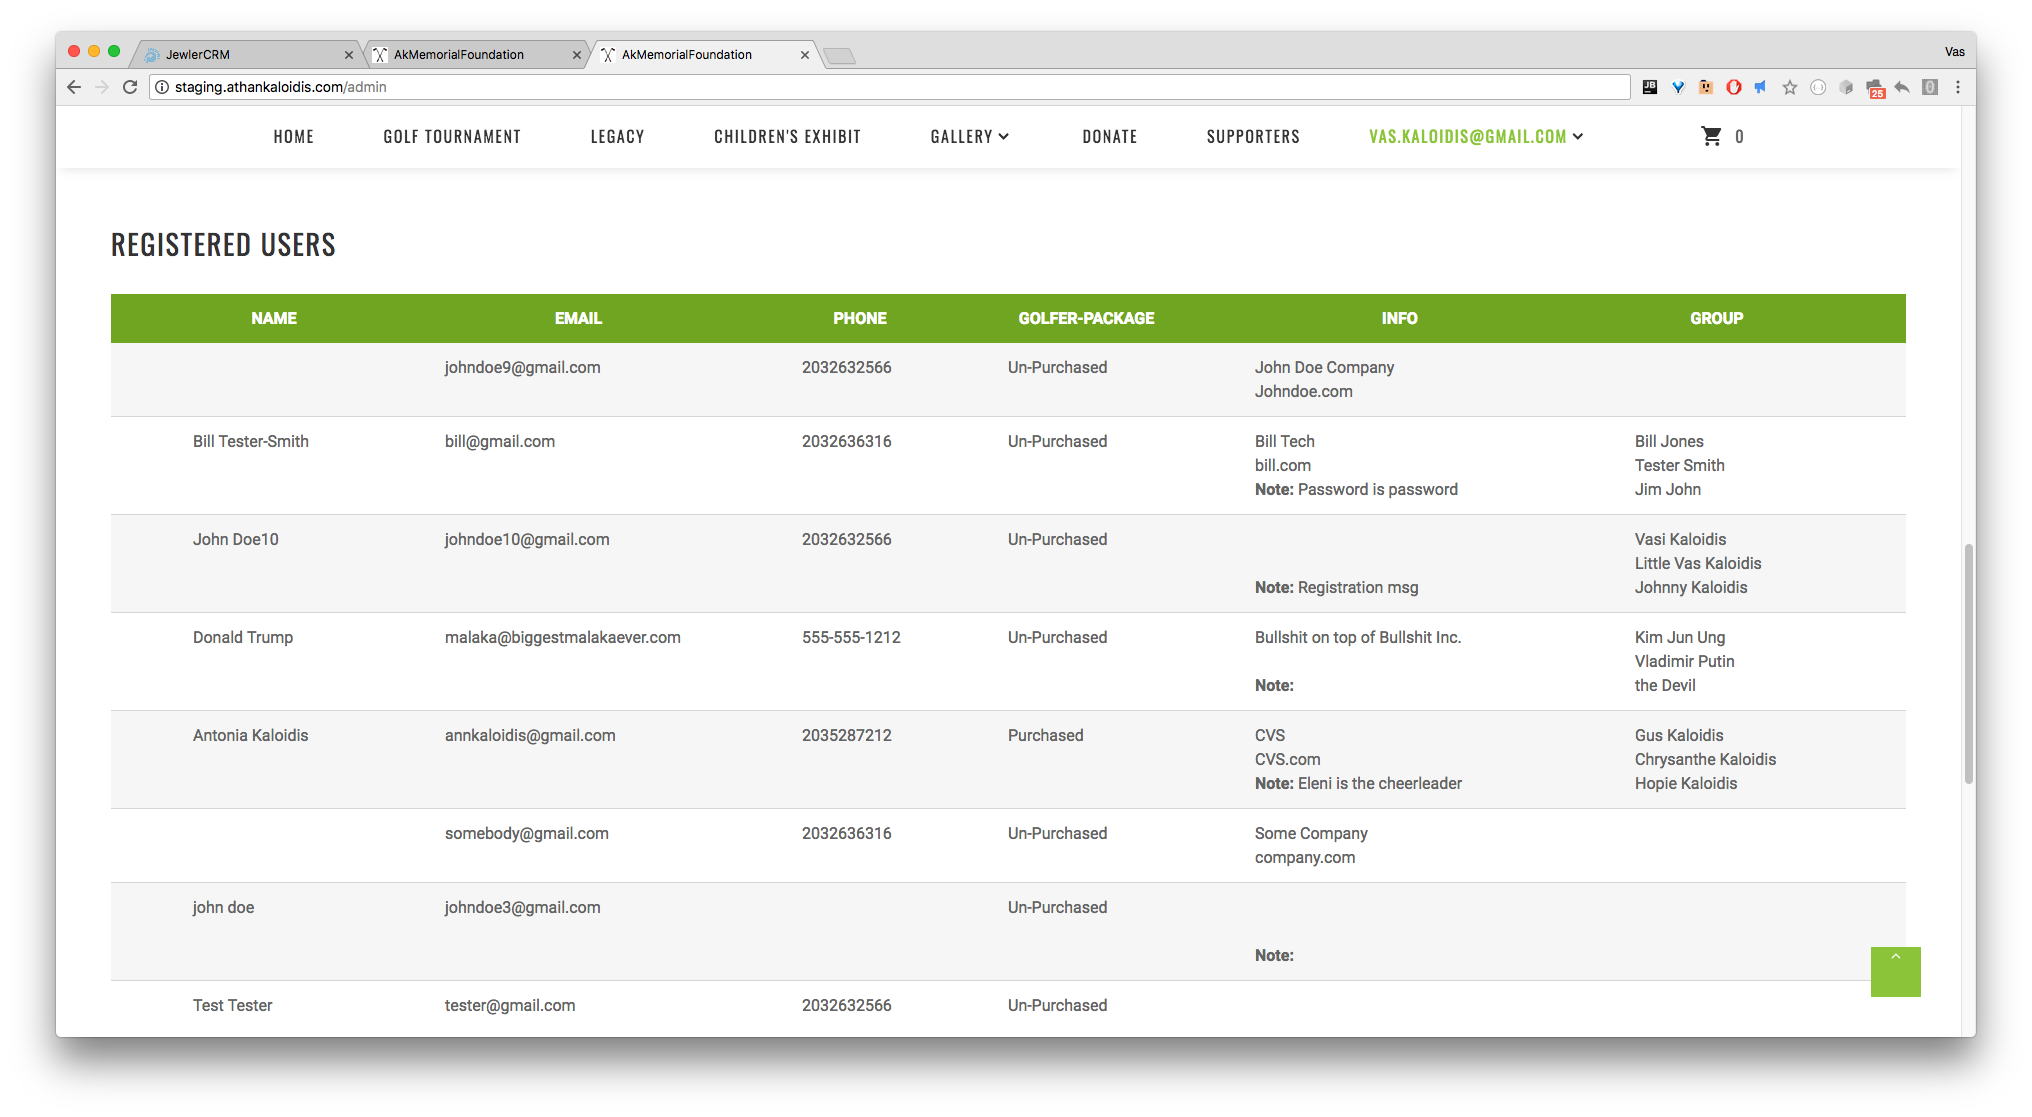 JewlerCRM
AkMemorialFoundation
AkMemorialFoundation
Vas
staging.athankaloidis.com/admin
JB
25
0
HOME GOLF TOURNAMENT LEGACY CHILDREN'S EXHIBIT GALLERY DONATE SUPPORTERS VAS.KALOIDIS@GMAIL.COM 0
REGISTERED USERS
NAME EMAIL PHONE GOLFER-PACKAGE INFO GROUP
johndoe9@gmail.com 2032632566 Un-Purchased John Doe Company
Johndoe.com
Bill Tester-Smith bill@gmail.com 2032636316 Un-Purchased Bill Tech Bill Jones
bill.com Tester Smith
Note: Password is password Jim John
John Doe10 johndoe10@gmail.com 2032632566 Un-Purchased Vasi Kaloidis
Little Vas Kaloidis
Note: Registration msg Johnny Kaloidis
Donald Trump malaka@biggestmalakaever.com 555-555-1212 Un-Purchased Bullshit on top of Bullshit Inc. Kim Jun Ung
Vladimir Putin
Note: the Devil
Antonia Kaloidis annkaloidis@gmail.com 2035287212 Purchased CVS Gus Kaloidis
CVS.com Chrysanthe Kaloidis
Note: Eleni is the cheerleader Hopie Kaloidis
somebody@gmail.com 2032636316 Un-Purchased Some Company
company.com
john doe johndoe3@gmail.com Un-Purchased
Note:
Test Tester tester@gmail.com 2032632566 Un-Purchased